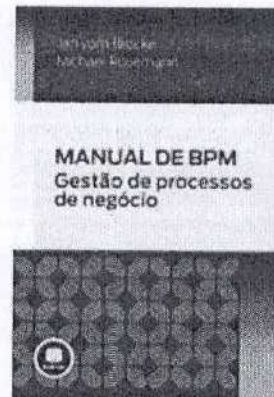 Jan vom Brocke
Michael Rosemann
MANUAL DE BPM
Gestão de processos
de negócio